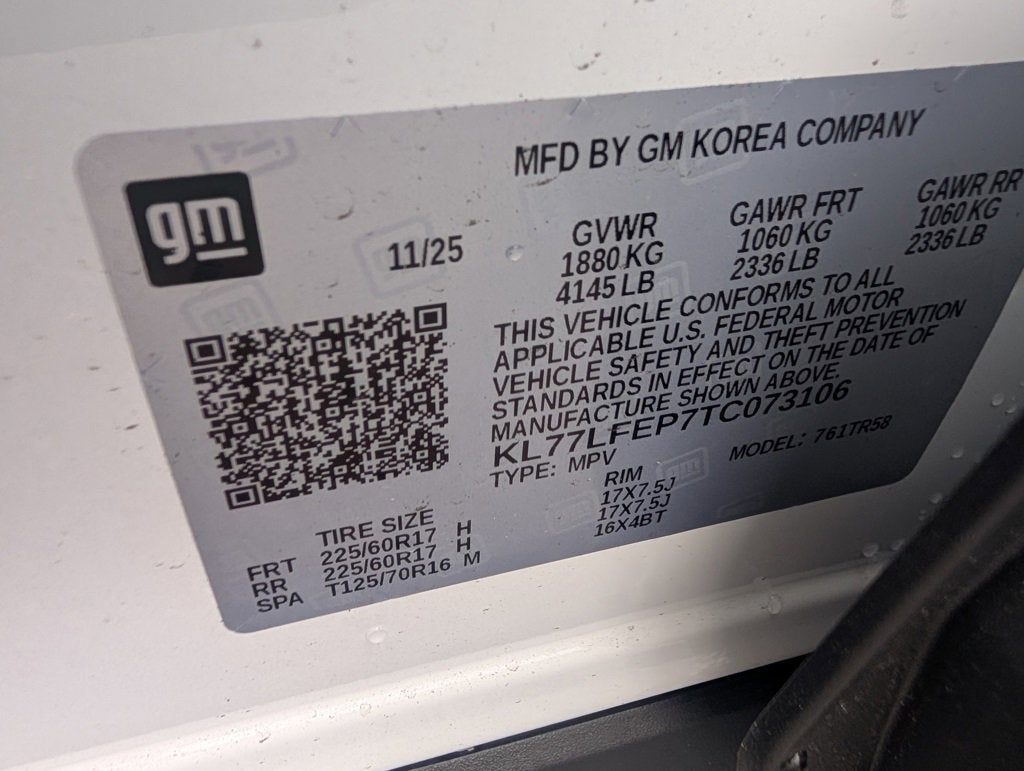 gm
MFD BY GM KOREA COMPANY
11/25
GVWR
1880 KG
4145 LB
GAWR FRT
1060 KG
2336 LB
GAWR RR
1060 KG
2336 LB
THIS VEHICLE CONFORMS TO ALL
APPLICABLE U.S. FEDERAL MOTOR
VEHICLE SAFETY AND THEFT PREVENTION
STANDARDS IN EFFECT ON THE DATE OF
MANUFACTURE SHOWN ABOVE.
KL77LFEP7TC073106
TYPE: MPV
MODEL: 761TR58
TIRE SIZE RIM
FRT 225/60R17 H 17X7.5J
RR 225/60R17 H 17X7.5J
SPA T125/70R16 M 16X4BT